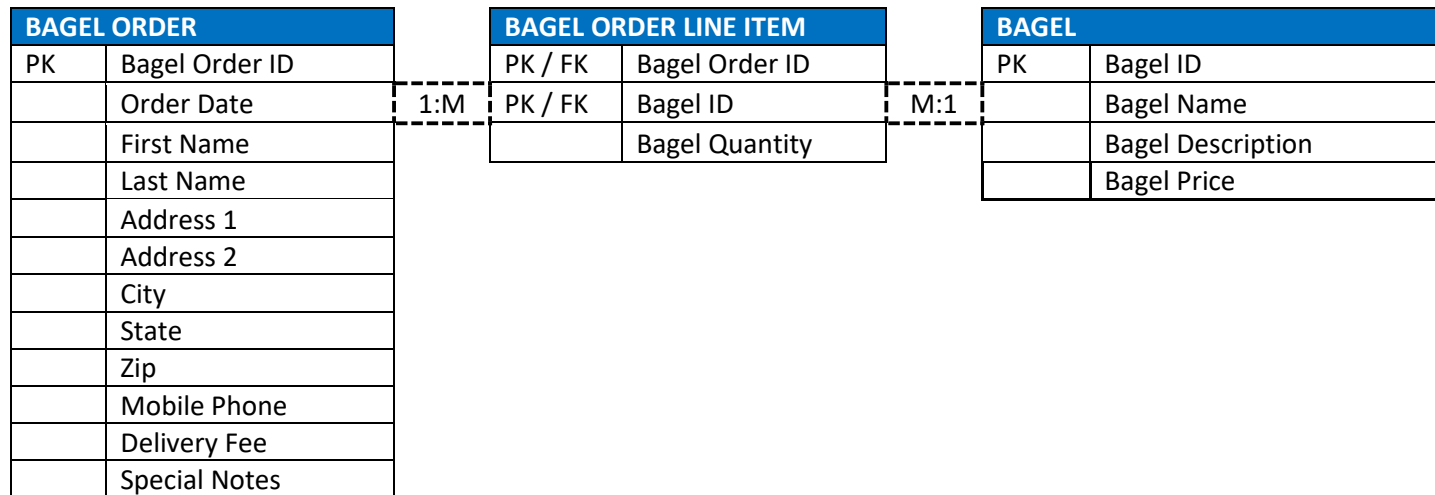 BAGEL ORDER BAGEL ORDER LINE ITEM BAGEL
PK Bagel Order ID PK / FK Bagel Order ID PK Bagel ID
Order Date 1:M PK / FK Bagel ID M:1 Bagel Name
First Name Bagel Quantity Bagel Description
Last Name Bagel Price
Address 1
Address 2
City
State
Zip
Mobile Phone
Delivery Fee
Special Notes